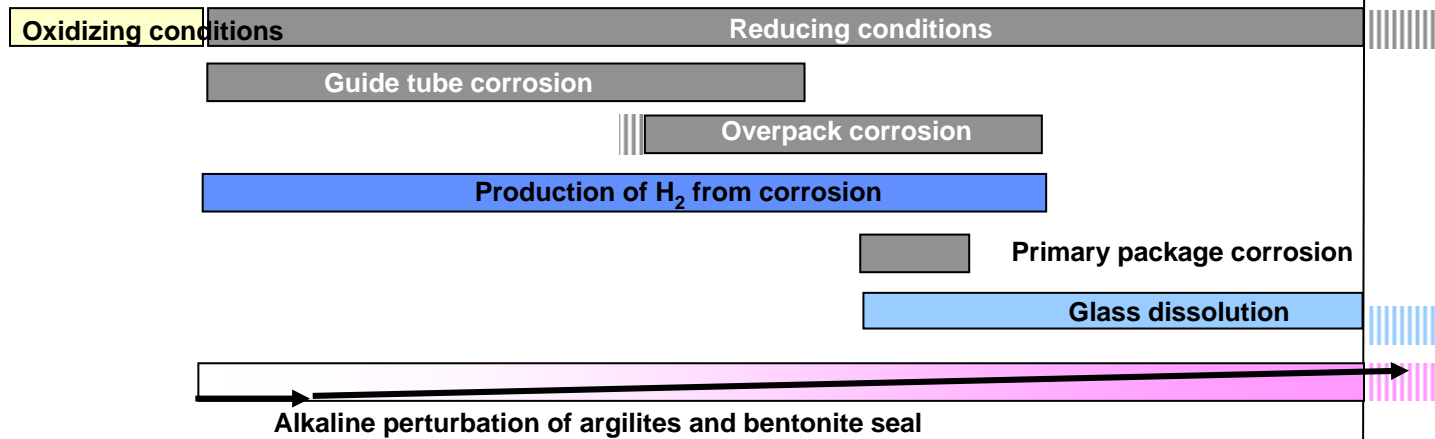 Oxidizing conditions
Reducing conditions
Guide tube corrosion
Overpack corrosion
Production of H₂ from corrosion
Primary package corrosion
Glass dissolution
Alkaline perturbation of argilites and bentonite seal